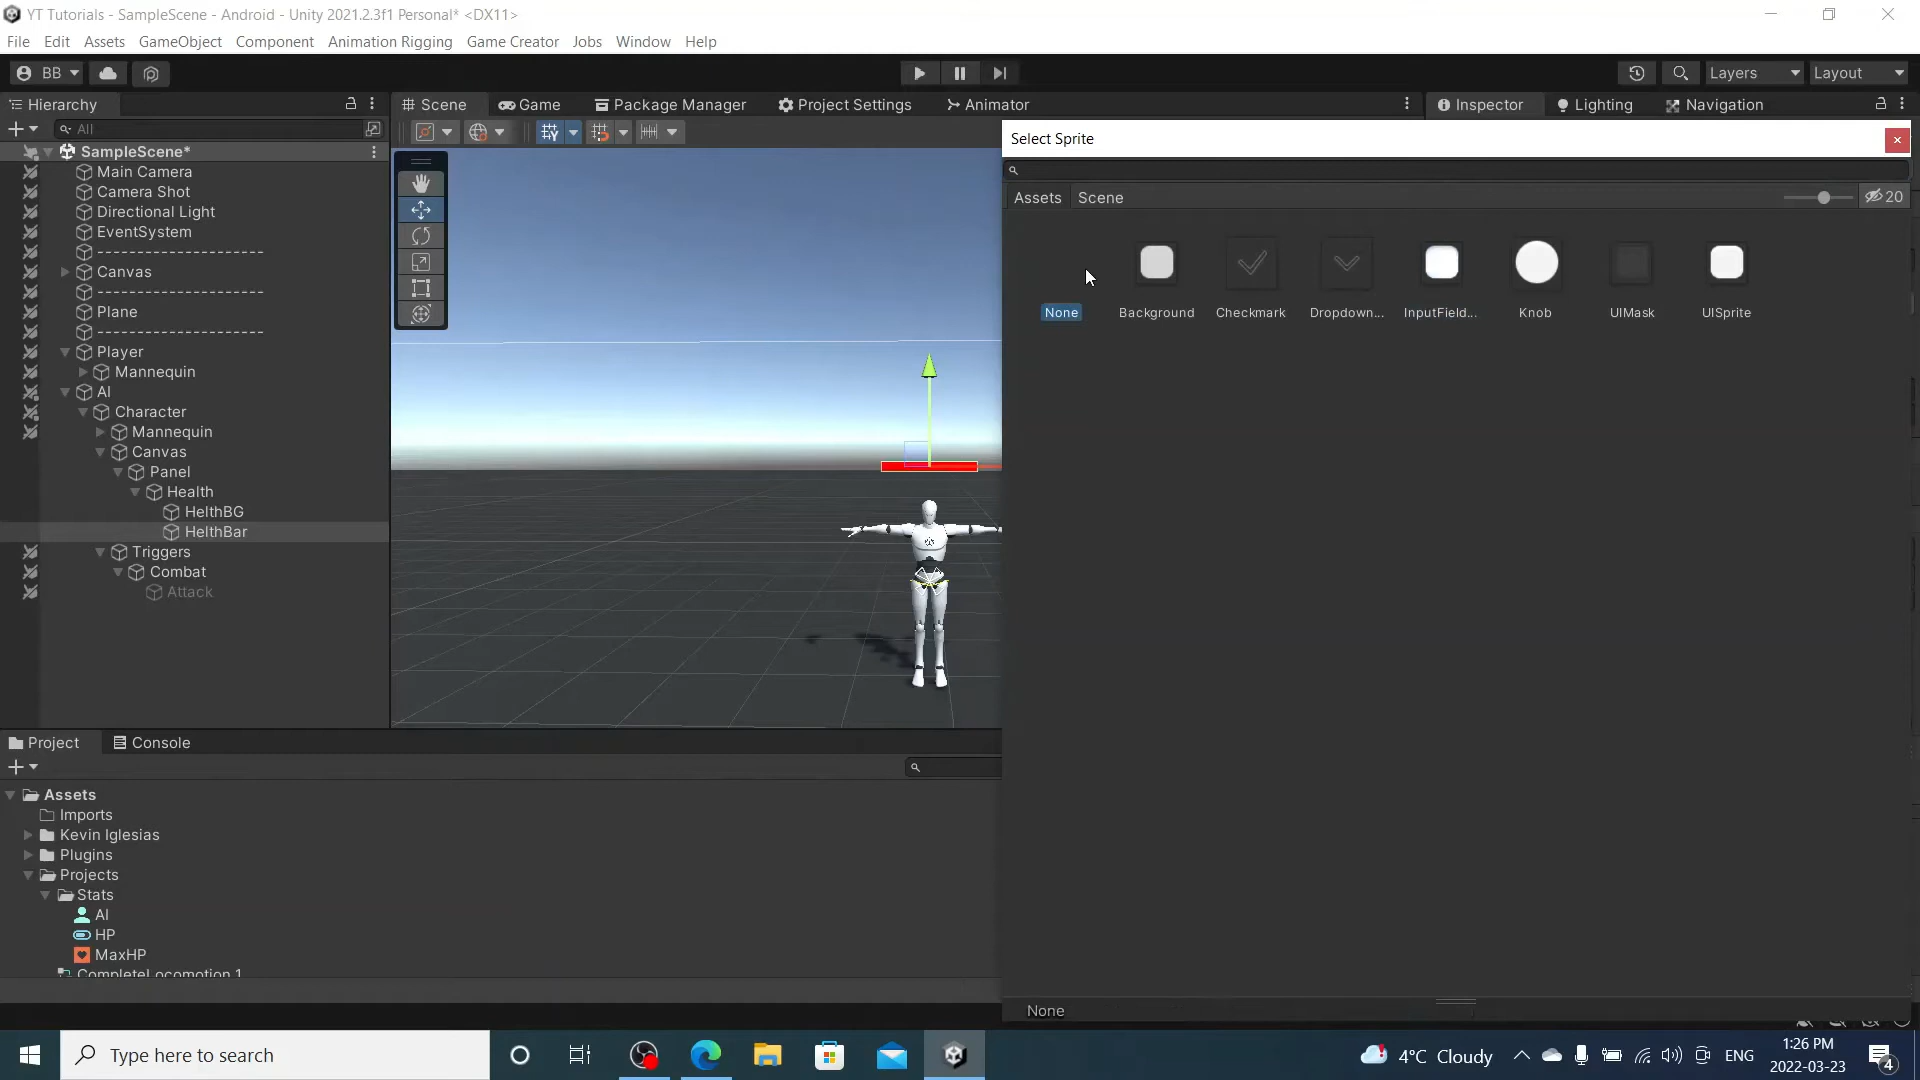 YT Tutorials - SampleScene - Android - Unity 2021.2.3f1 Personal* <DX11>
File Edit Assets GameObject Component Animation Rigging Game Creator Jobs Window Help
BB Layers Layout
Hierarchy Scene Game Package Manager Project Settings Animator Inspector Lighting Navigation
All
Select Sprite
SampleScene*
Main Camera
Camera Shot
Directional Light
EventSystem
-----------------------
Canvas
-----------------------
Plane
-----------------------
Player
Mannequin
AI
Character
Mannequin
Canvas
Panel
Health
HelthBG
HelthBar
Triggers
Combat
Attack
Assets Scene 20
None Background Checkmark Dropdown... InputField... Knob UIMask UISprite
None
Project Console
Assets
Imports
Kevin Iglesias
Plugins
Projects
Stats
AI
HP
MaxHP
CompleteLocomotion 1
Type here to search
4°C Cloudy ENG 1:26 PM
2022-03-23
4